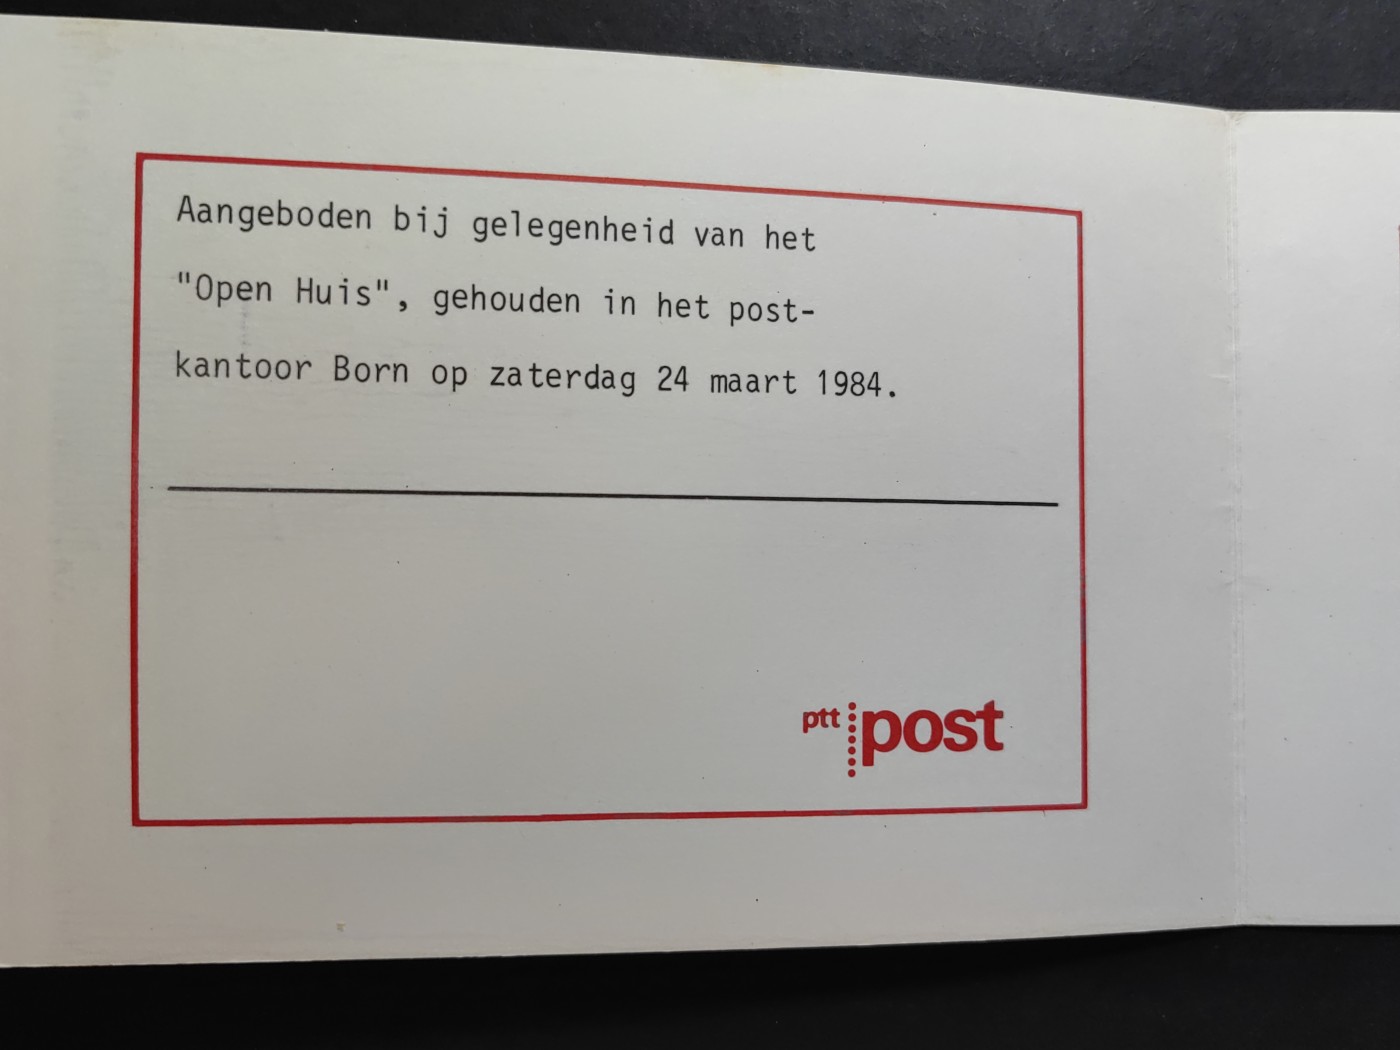 Aangeboden bij gelegenheid van het
"Open Huis", gehouden in het post-
kantoor Born op zaterdag 24 maart 1984.
ptt post